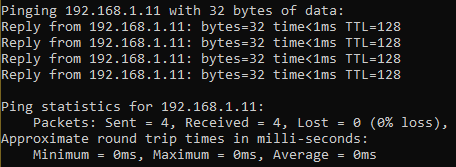 Pinging 192.168.1.11 with 32 bytes of data:
Reply from 192.168.1.11: bytes=32 time<1ms TTL=128
Reply from 192.168.1.11: bytes=32 time<1ms TTL=128
Reply from 192.168.1.11: bytes=32 time<1ms TTL=128
Reply from 192.168.1.11: bytes=32 time<1ms TTL=128
Ping statistics for 192.168.1.11:
Packets: Sent = 4, Received = 4, Lost = 0 (0% loss),
Approximate round trip times in milli-seconds:
Minimum = 0ms, Maximum = 0ms, Average = 0ms